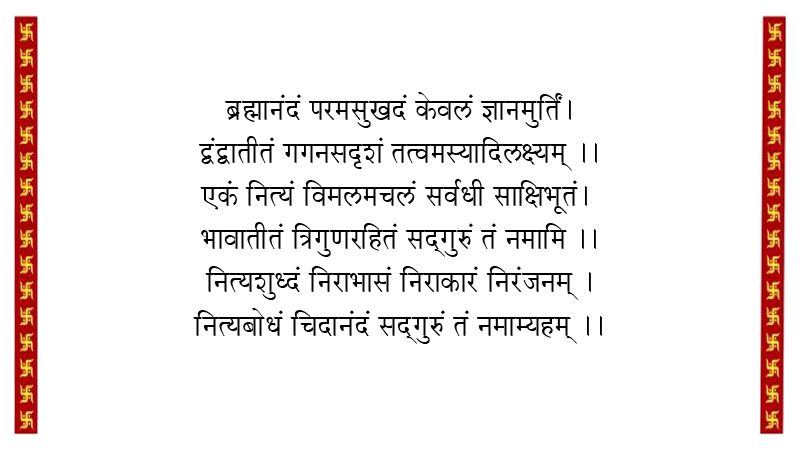 ब्रह्मानंदं परमसुखदं केवलं ज्ञानमुर्तिं।
द्वंद्वातीतं गगनसदृशं तत्वमस्यादिलक्ष्यम् ।।
एकं नित्यं विमलमचलं सर्वधी साक्षिभूतं।
भावातीतं त्रिगुणरहितं सद्‌गुरुं तं नमामि ।।
नित्यशुध्दं निराभासं निराकारं निरंजनम् ।
नित्यबोधं चिदानंदं सद्‌गुरुं तं नमाम्यहम् ।।